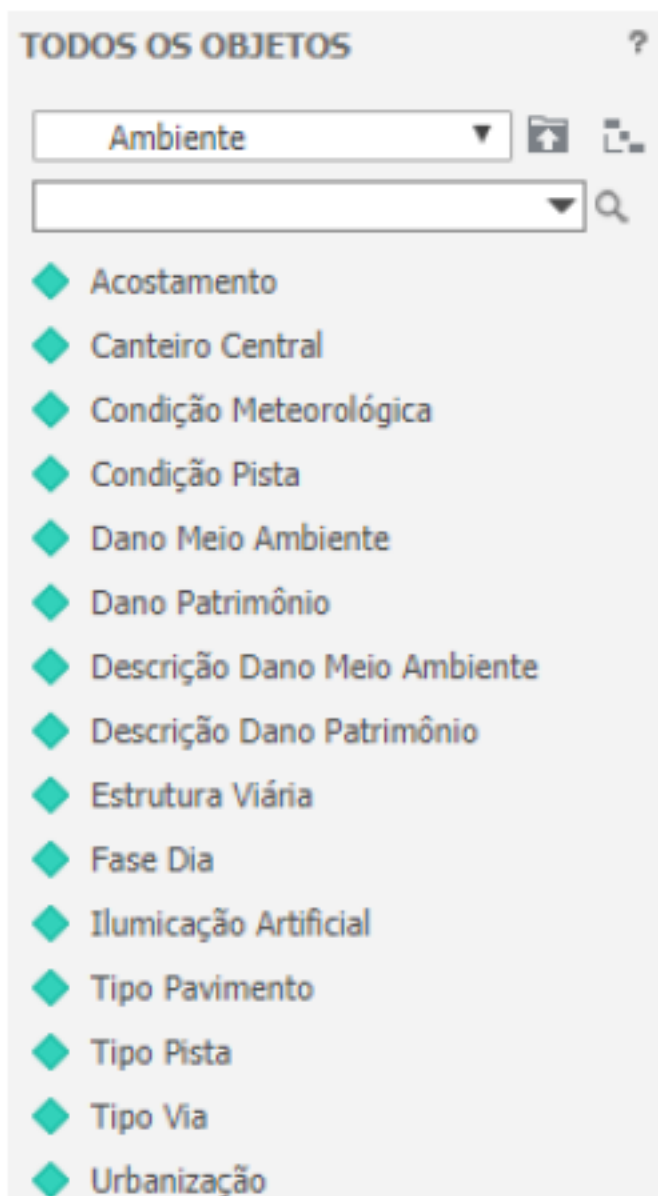 TODOS OS OBJETOS ?
Ambiente
Acostamento
Canteiro Central
Condição Meteorológica
Condição Pista
Dano Meio Ambiente
Dano Patrimônio
Descrição Dano Meio Ambiente
Descrição Dano Patrimônio
Estrutura Viária
Fase Dia
Ilumicação Artificial
Tipo Pavimento
Tipo Pista
Tipo Via
Urbanização